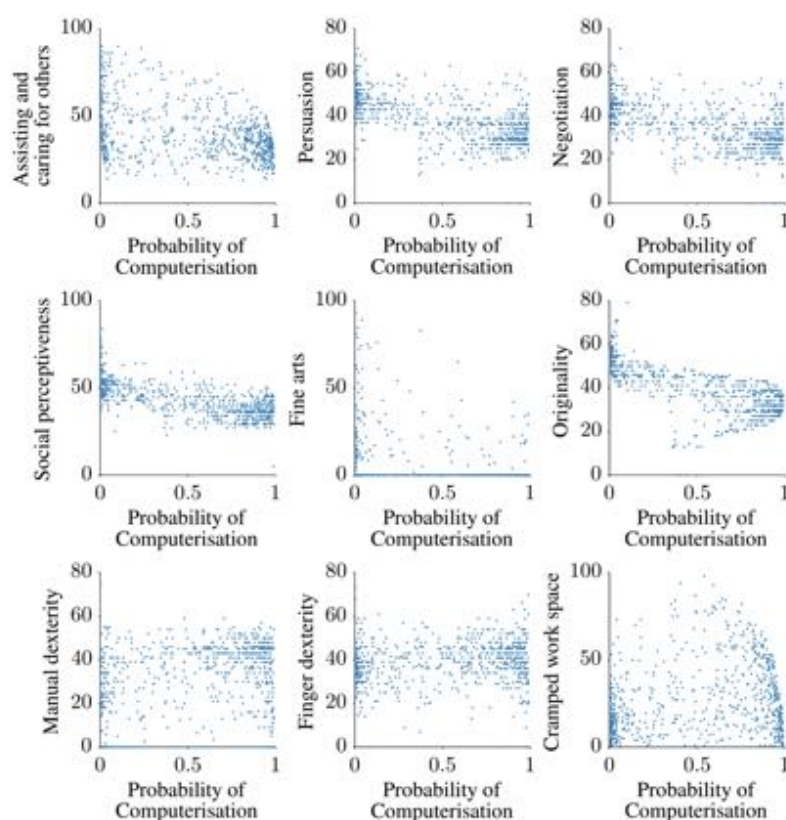 Assisting and
caring for others
100
50
0
0
0.5
1
Probability of
Computerisation
Persuasion
80
60
40
20
0
0
0.5
1
Probability of
Computerisation
Negotiation
80
60
40
20
0
0
0.5
1
Probability of
Computerisation
Social perceptiveness
100
50
0
0
0.5
1
Probability of
Computerisation
Fine arts
100
50
0
0
0.5
1
Probability of
Computerisation
Originality
80
60
40
20
0
0
0.5
1
Probability of
Computerisation
Manual dexterity
80
60
40
20
0
0
0.5
1
Probability of
Computerisation
Finger dexterity
80
60
40
20
0
0
0.5
1
Probability of
Computerisation
Cramped work space
100
50
0
0
0.5
1
Probability of
Computerisation